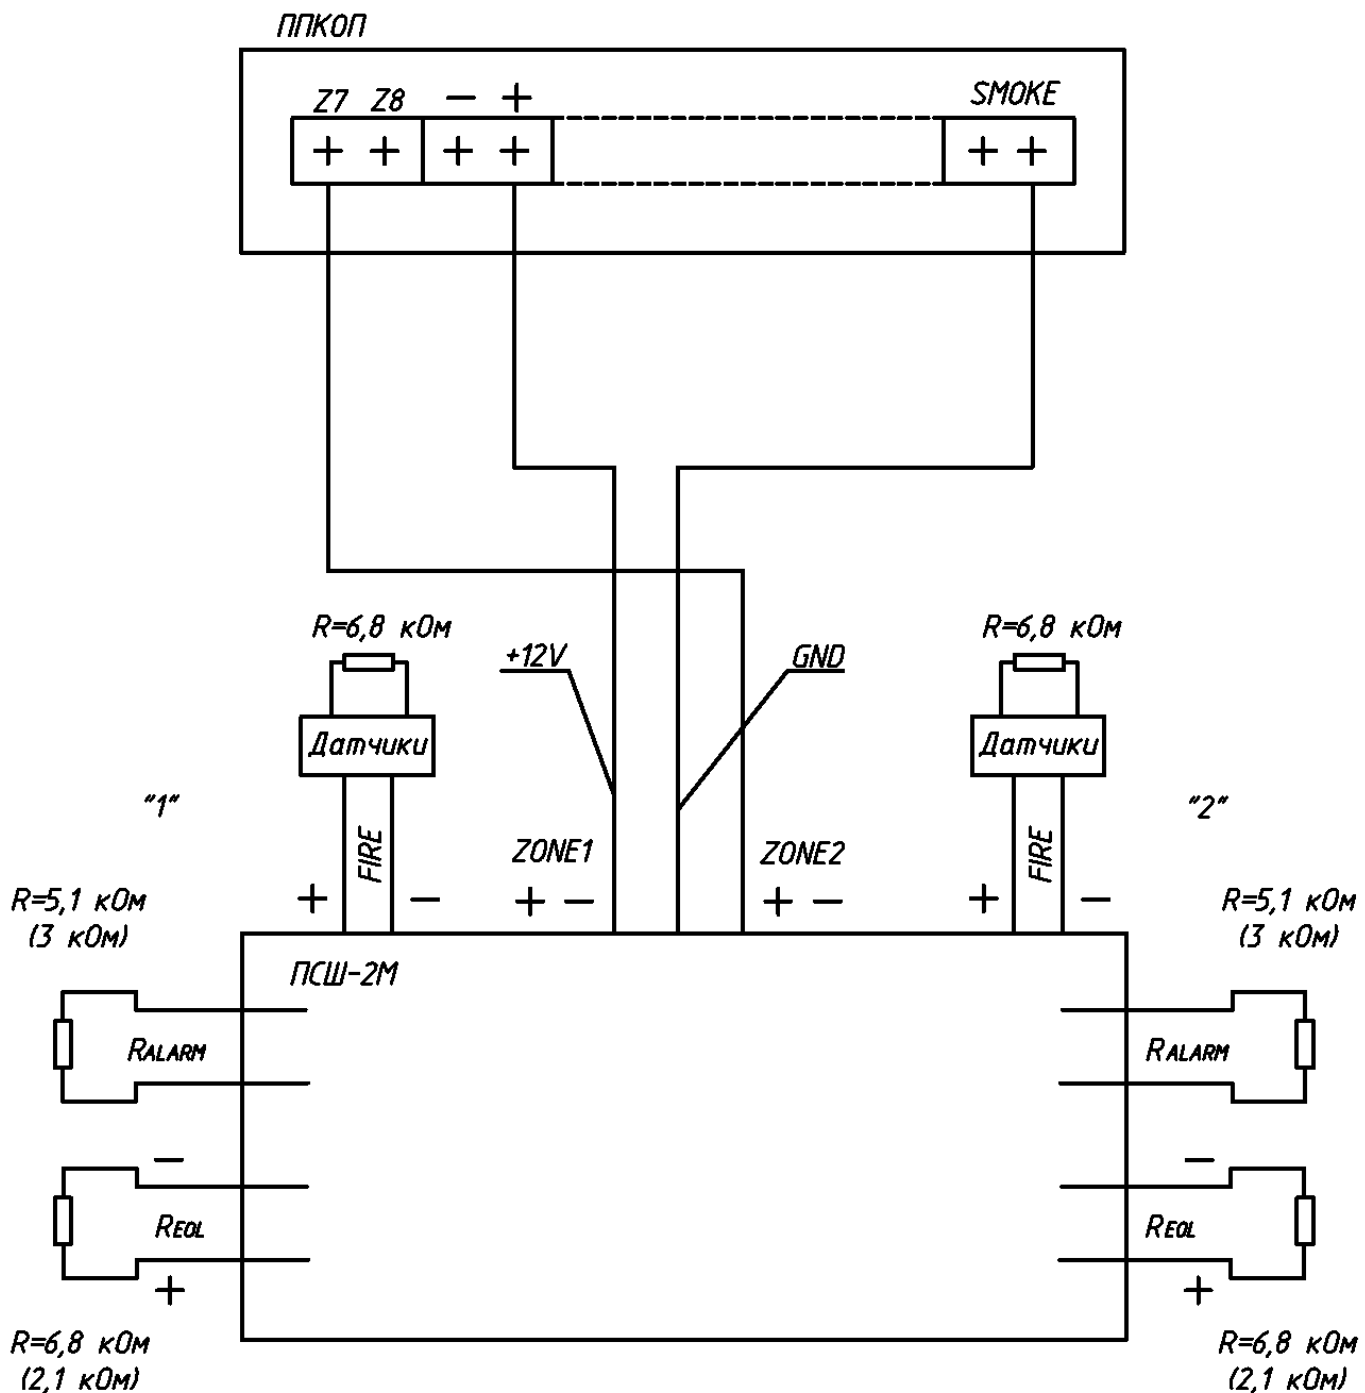 ППКОП
Z7 Z8 − + SMOKE
+ + + + + +
R=6,8 кОм
R=6,8 кОм
+12V
GND
Датчики
Датчики
"1"
"2"
FIRE
FIRE
ZONE1
ZONE2
+ − + − + − + −
R=5,1 кОм
(3 кОм)
R=5,1 кОм
(3 кОм)
ПСШ-2М
RALARM
RALARM
−
−
REOL
REOL
+
+
R=6,8 кОм
(2,1 кОм)
R=6,8 кОм
(2,1 кОм)